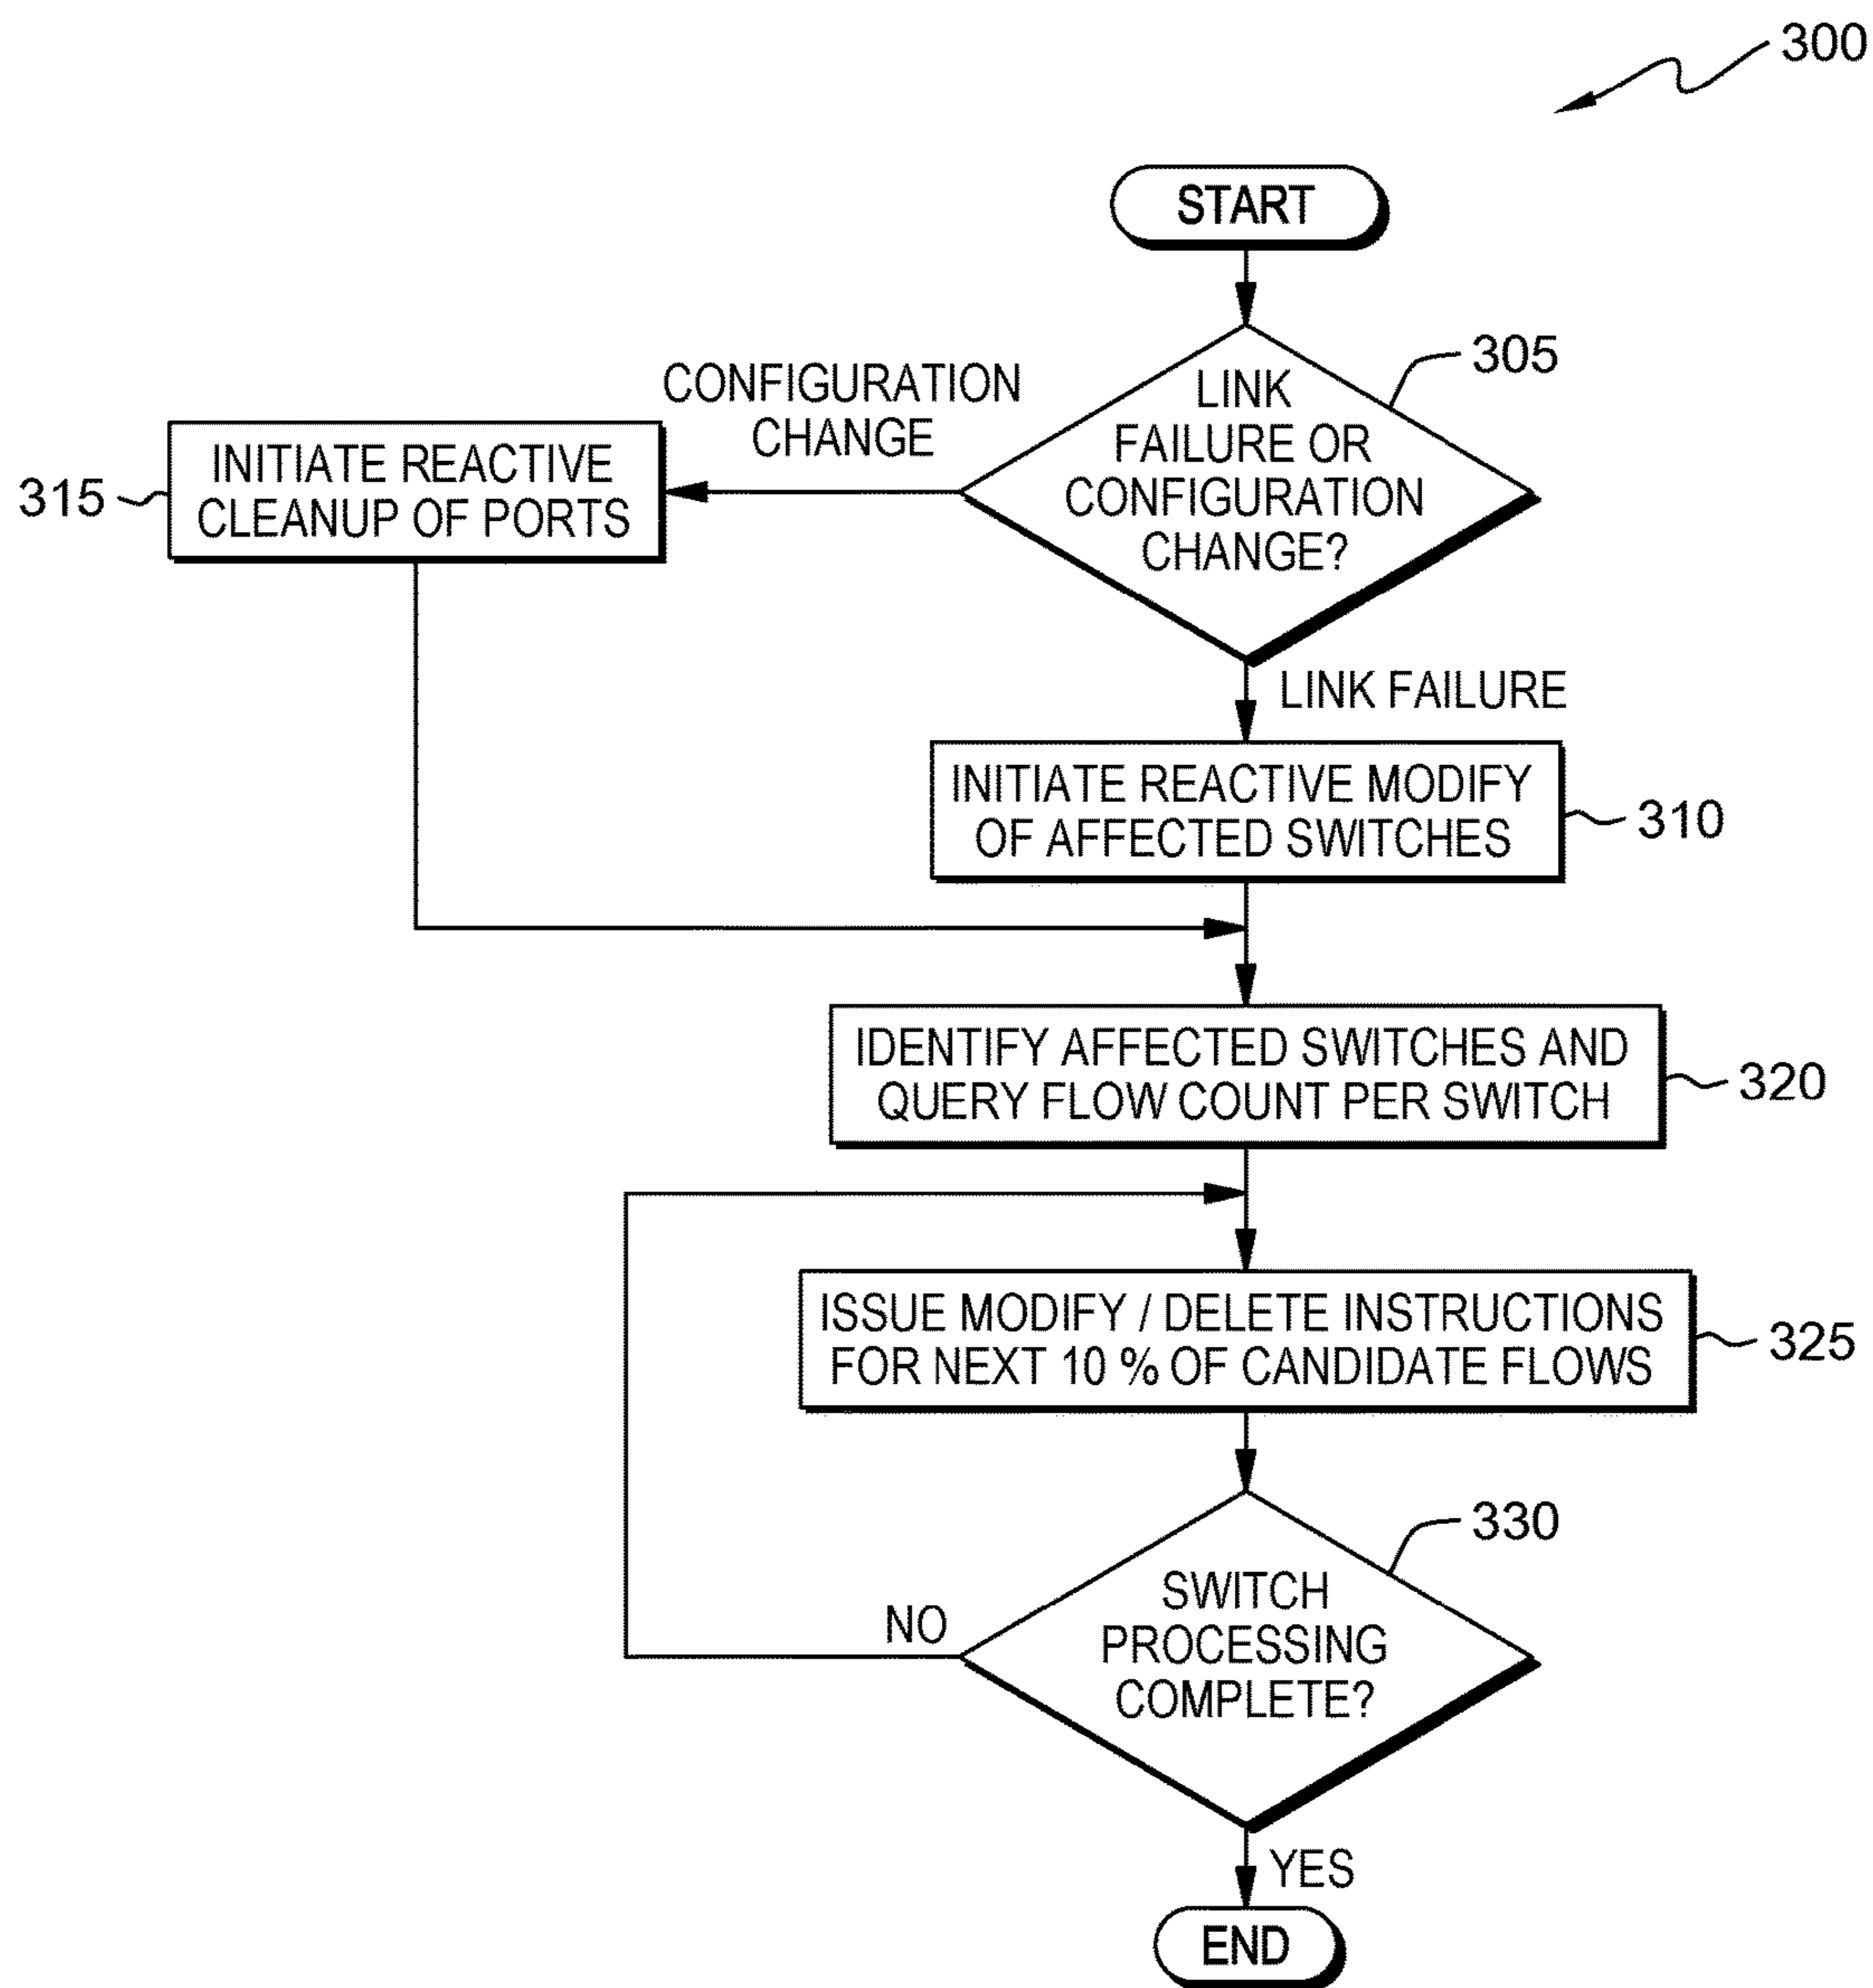 300
START
305
LINK
FAILURE OR
CONFIGURATION
CHANGE?
CONFIGURATION
CHANGE
315
INITIATE REACTIVE
CLEANUP OF PORTS
LINK FAILURE
INITIATE REACTIVE MODIFY
OF AFFECTED SWITCHES
310
IDENTIFY AFFECTED SWITCHES AND
QUERY FLOW COUNT PER SWITCH
320
ISSUE MODIFY / DELETE INSTRUCTIONS
FOR NEXT 10 % OF CANDIDATE FLOWS
325
330
SWITCH
PROCESSING
COMPLETE?
NO
YES
END